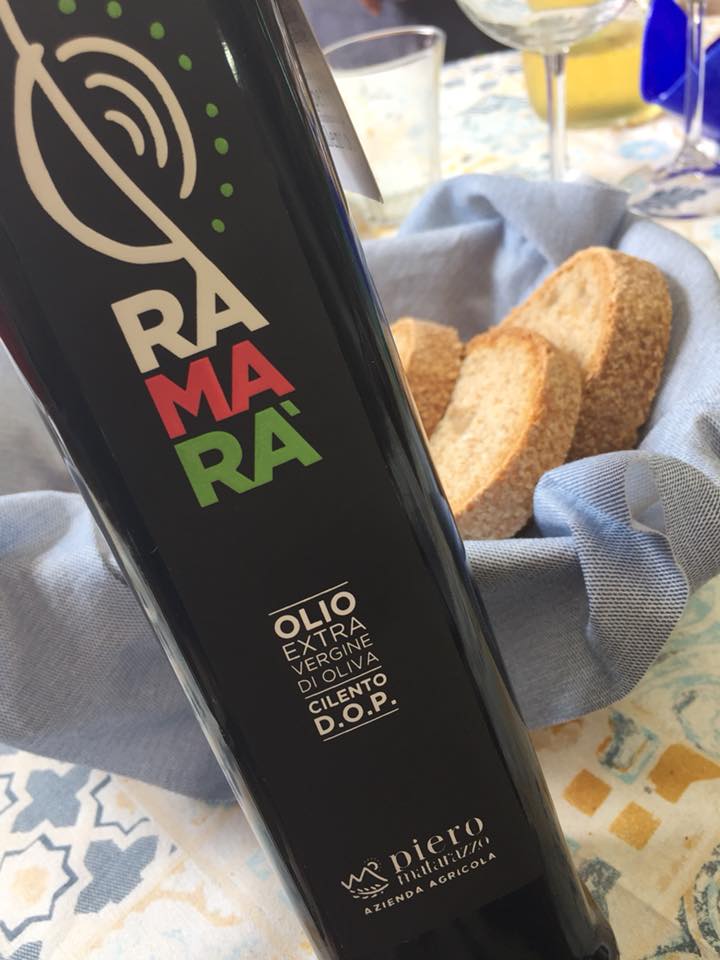 RA
MA
RÀ
OLIO
EXTRA
VERGINE
DI OLIVA
CILENTO
D.O.P.
piero
matarazzo
AZIENDA AGRICOLA